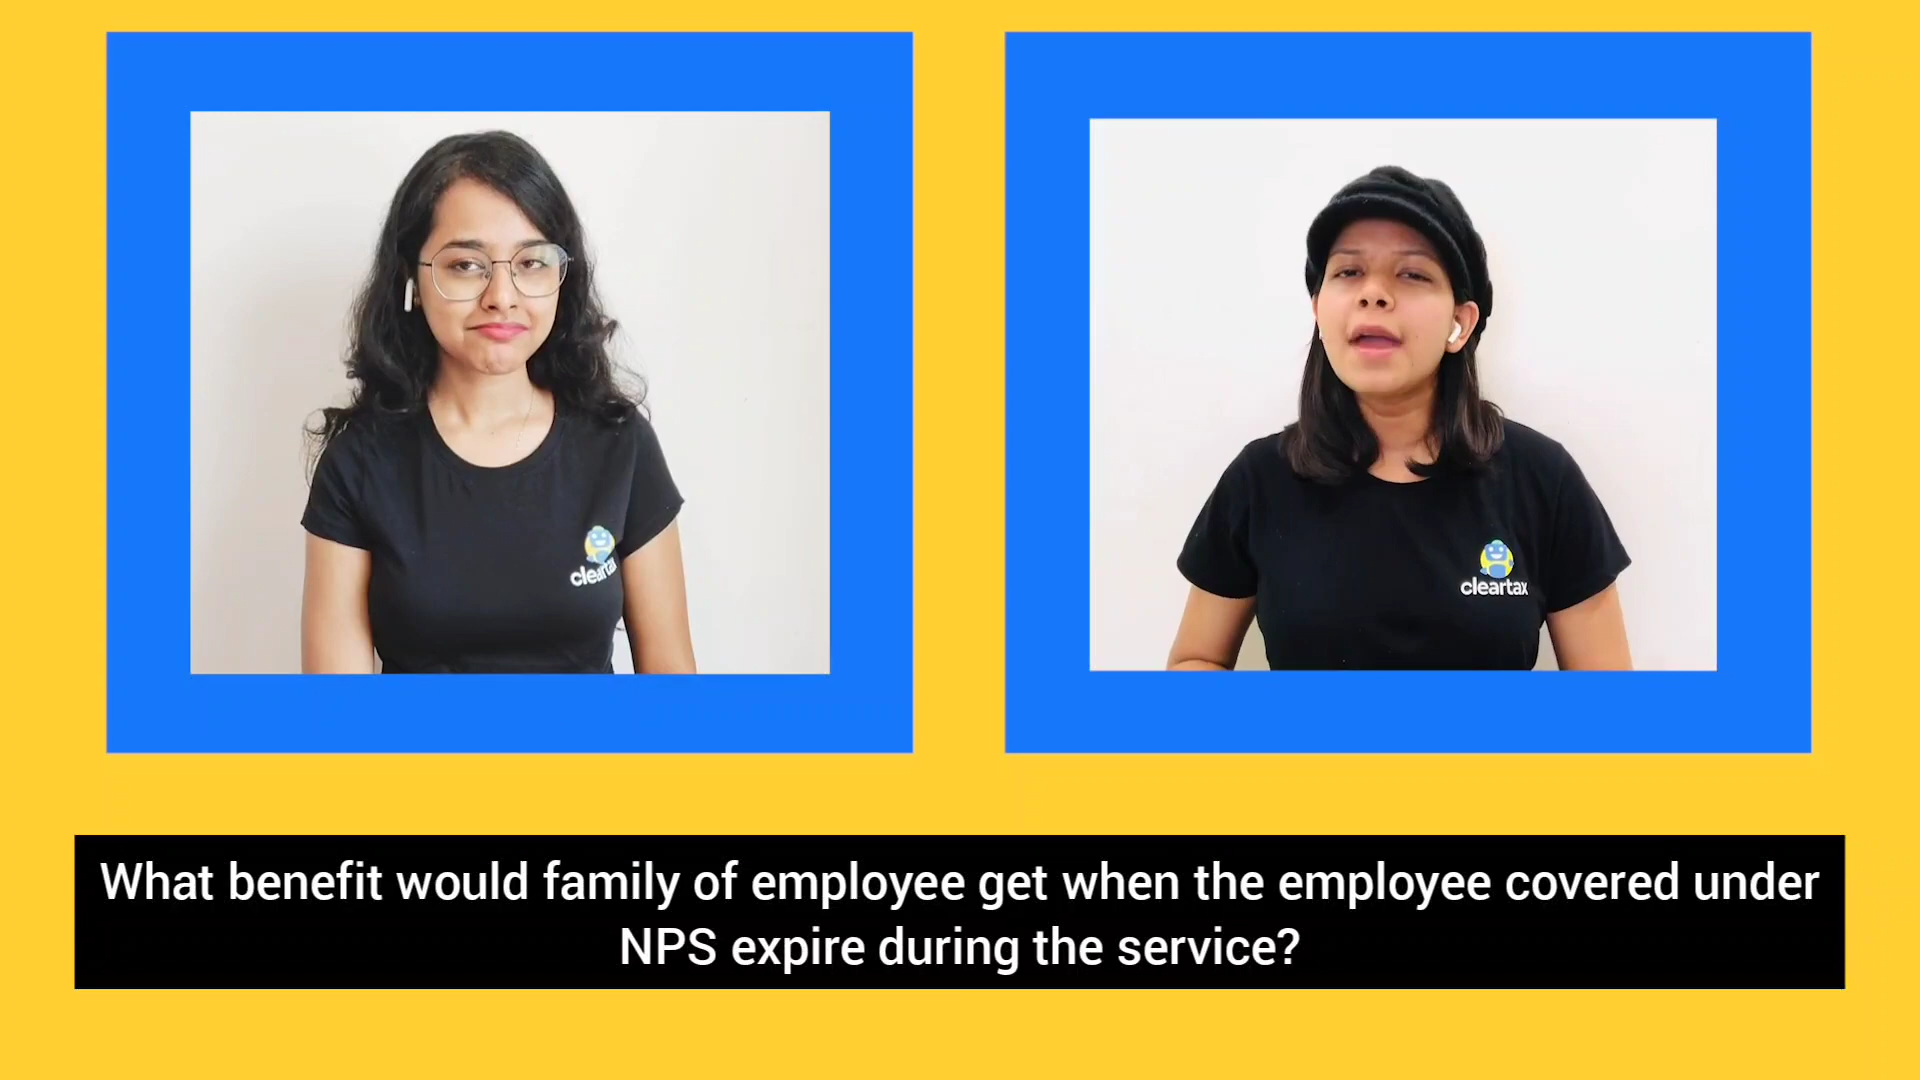 cleartax
cleartax
What benefit would family of employee get when the employee covered under
NPS expire during the service?